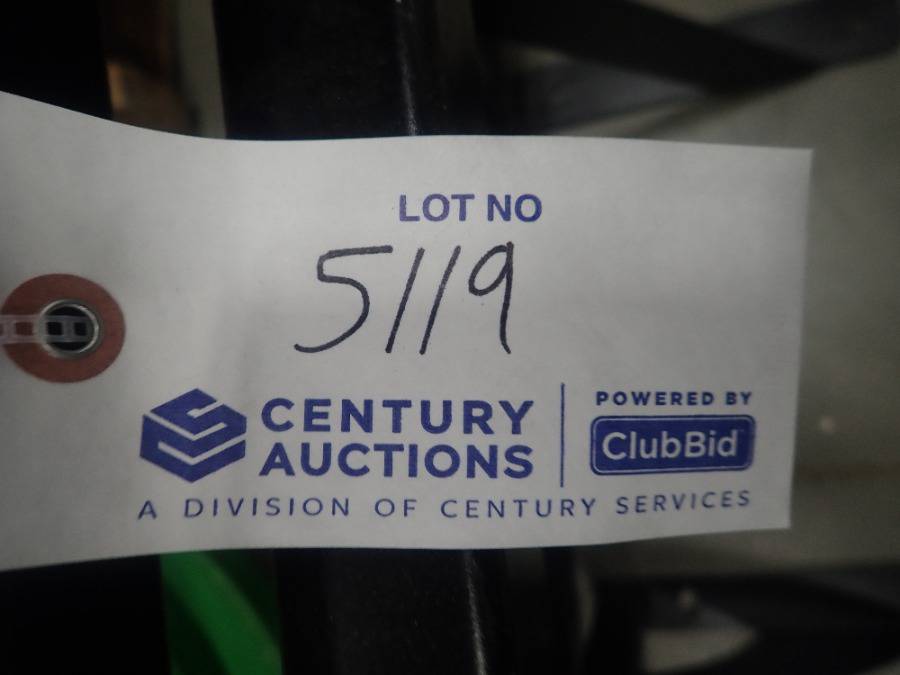 LOT NO
5119
CENTURY
AUCTIONS
POWERED BY
ClubBid
A DIVISION OF CENTURY SERVICES